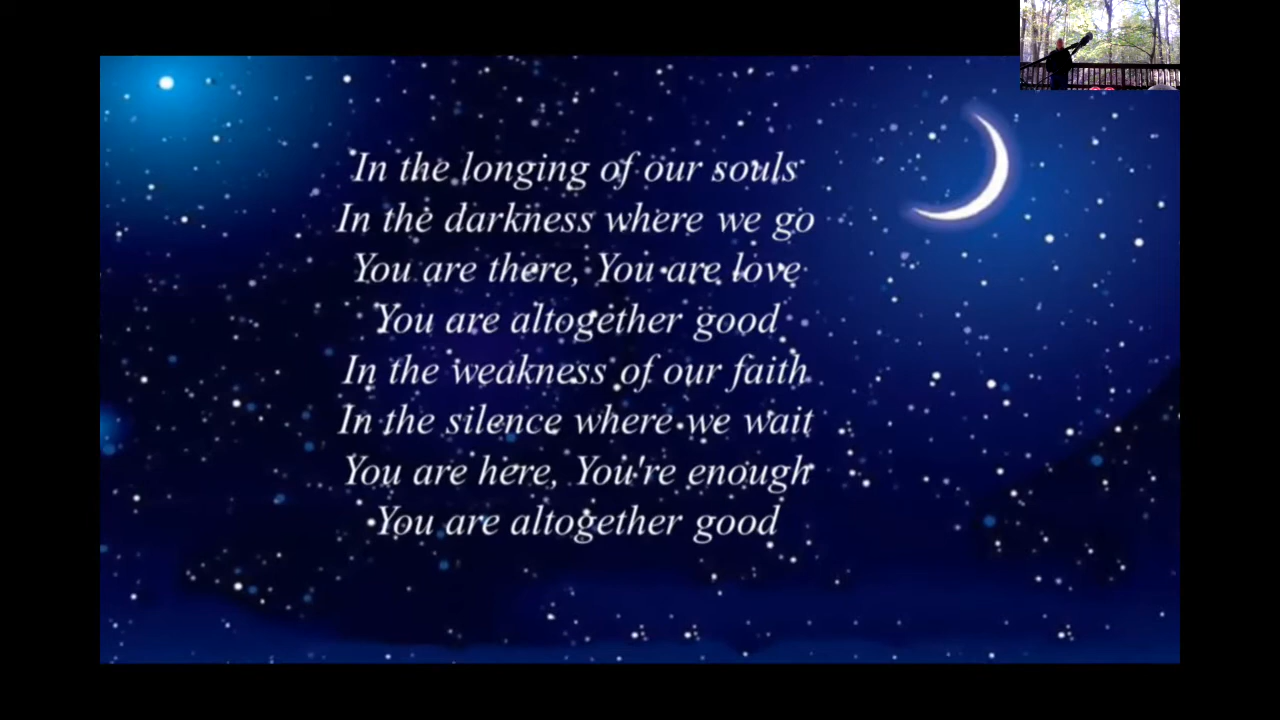 In the longing of our souls
In the darkness where we go
You are there, You are love
You are altogether good
In the weakness of our faith
In the silence where we wait
You are here, You're enough
You are altogether good